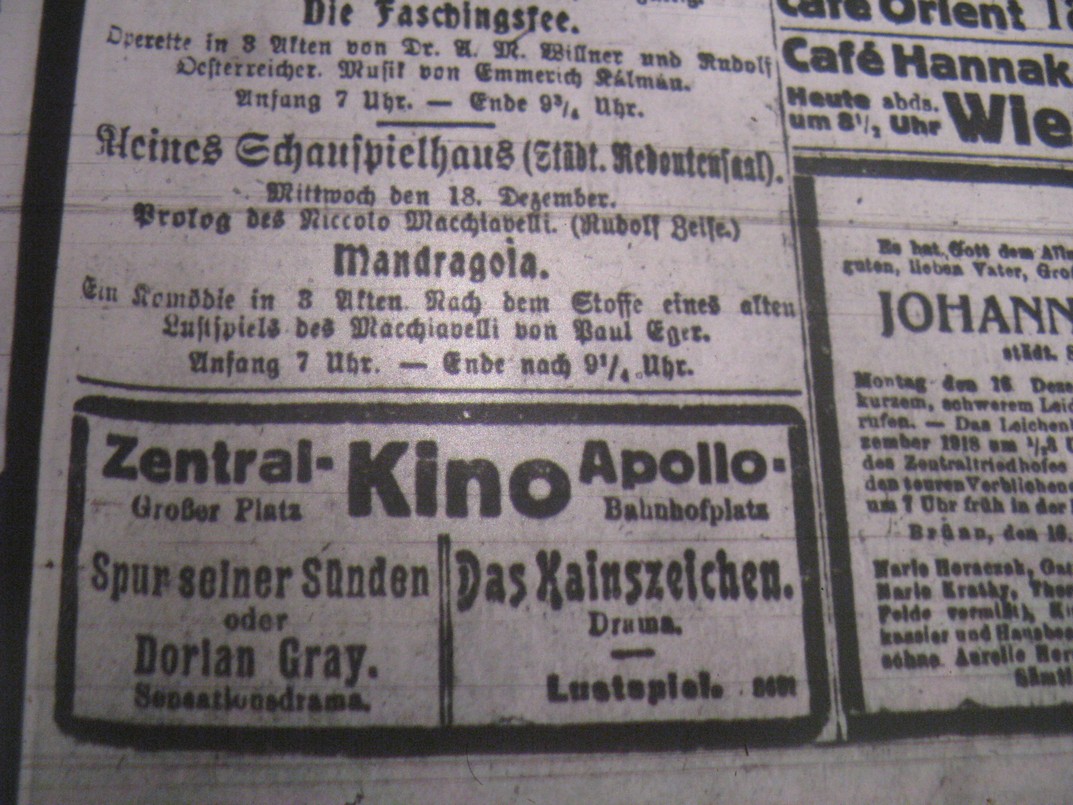 Die Faschingsfee.
Operette in 3 Akten von Dr. A. M. Willner und Rudolf
Oesterreicher. Musik von Emmerich Kálmán.
Anfang 7 Uhr. — Ende 9³/₄ Uhr.
Kleines Schauspielhaus (Städt. Redoutensaal).
Mittwoch den 18. Dezember.
Prolog des Niccolo Macchiavelli. (Rudolf Zeise.)
Mandragola.
Ein Komödie in 3 Akten. Nach dem Stoffe eines alten
Lustspiels des Macchiavelli von Paul Eger.
Anfang 7 Uhr. — Ende nach 9¹/₄ Uhr.
Zentral- Kino Apollo-
Großer Platz Bahnhofplatz
Spur seiner Sünden
oder
Dorian Gray.
Sensationsdrama.
Das Kainszeichen.
Drama.
Lustspiel.
Café Orient
Café Hannak
Heute abds.
um 8¹/₂ Uhr Wie
Es hat Gott dem
guten, lieben Vater,
JOHANN
städt.
Montag den 16
kurzem, schwerem
rufen. — Das
zember 1918 um
des Zentralfriedhofes
den teuren Verblichenen
um 7 Uhr früh in der
Brünn, den 16.
Marie
Marie
kassier und
söhne. Aurelie